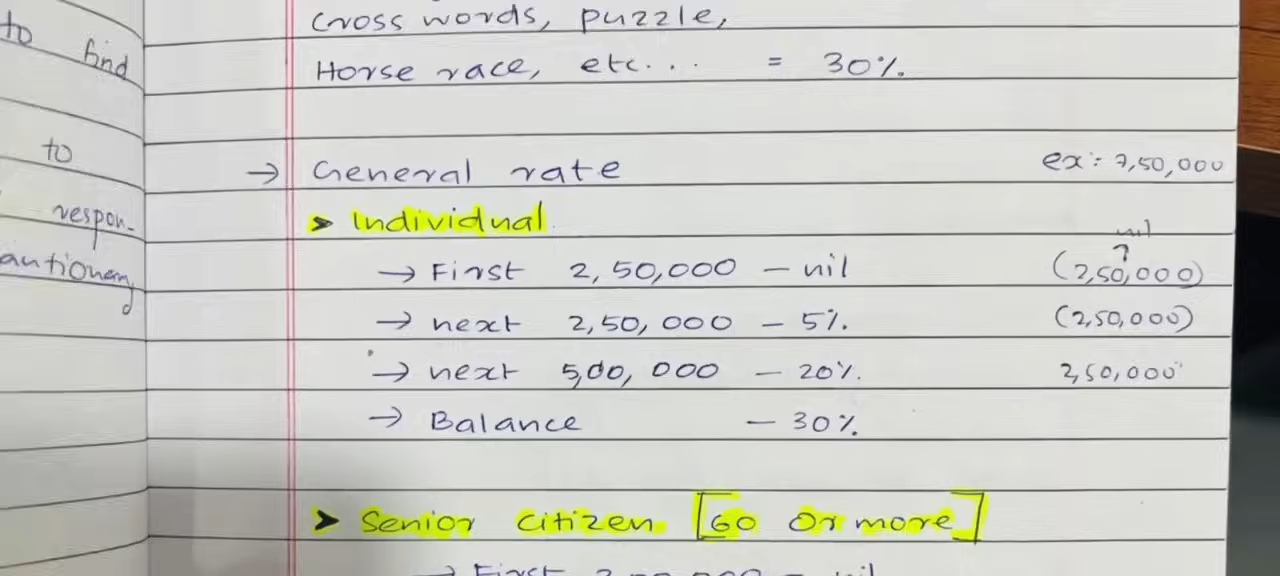 to find
to
respon-
autionary
Cross words, puzzle,
Horse race, etc... = 30%.
→ General rate ex: 7,50,000
➤ Individual
nil
→ First 2,50,000 – nil (2,50,000)
→ next 2,50,000 – 5%. (2,50,000)
→ next 5,00,000 – 20%. 2,50,000
→ Balance – 30%.
➤ Senior citizen [60 or more]
→ First – nil